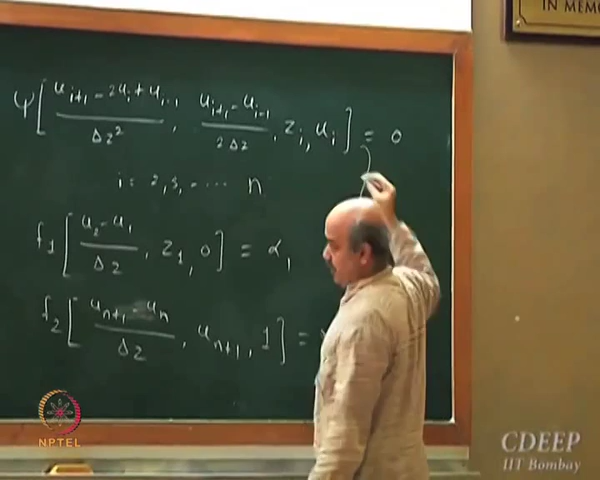 IN MEMO
ψ[ (u_{i+1} - 2u_i + u_{i-1}) / Δz², (u_{i+1} - u_{i-1}) / 2Δz, z_i, u_i ] = 0
i = 2, 3, ---- n
f_1 [ (u_2 - u_1) / Δz, z_1, 0 ] = α_1
f_2 [ (u_{n+1} - u_n) / Δz, u_{n+1}, 1 ] =
NPTEL
CDEEP
IIT Bombay